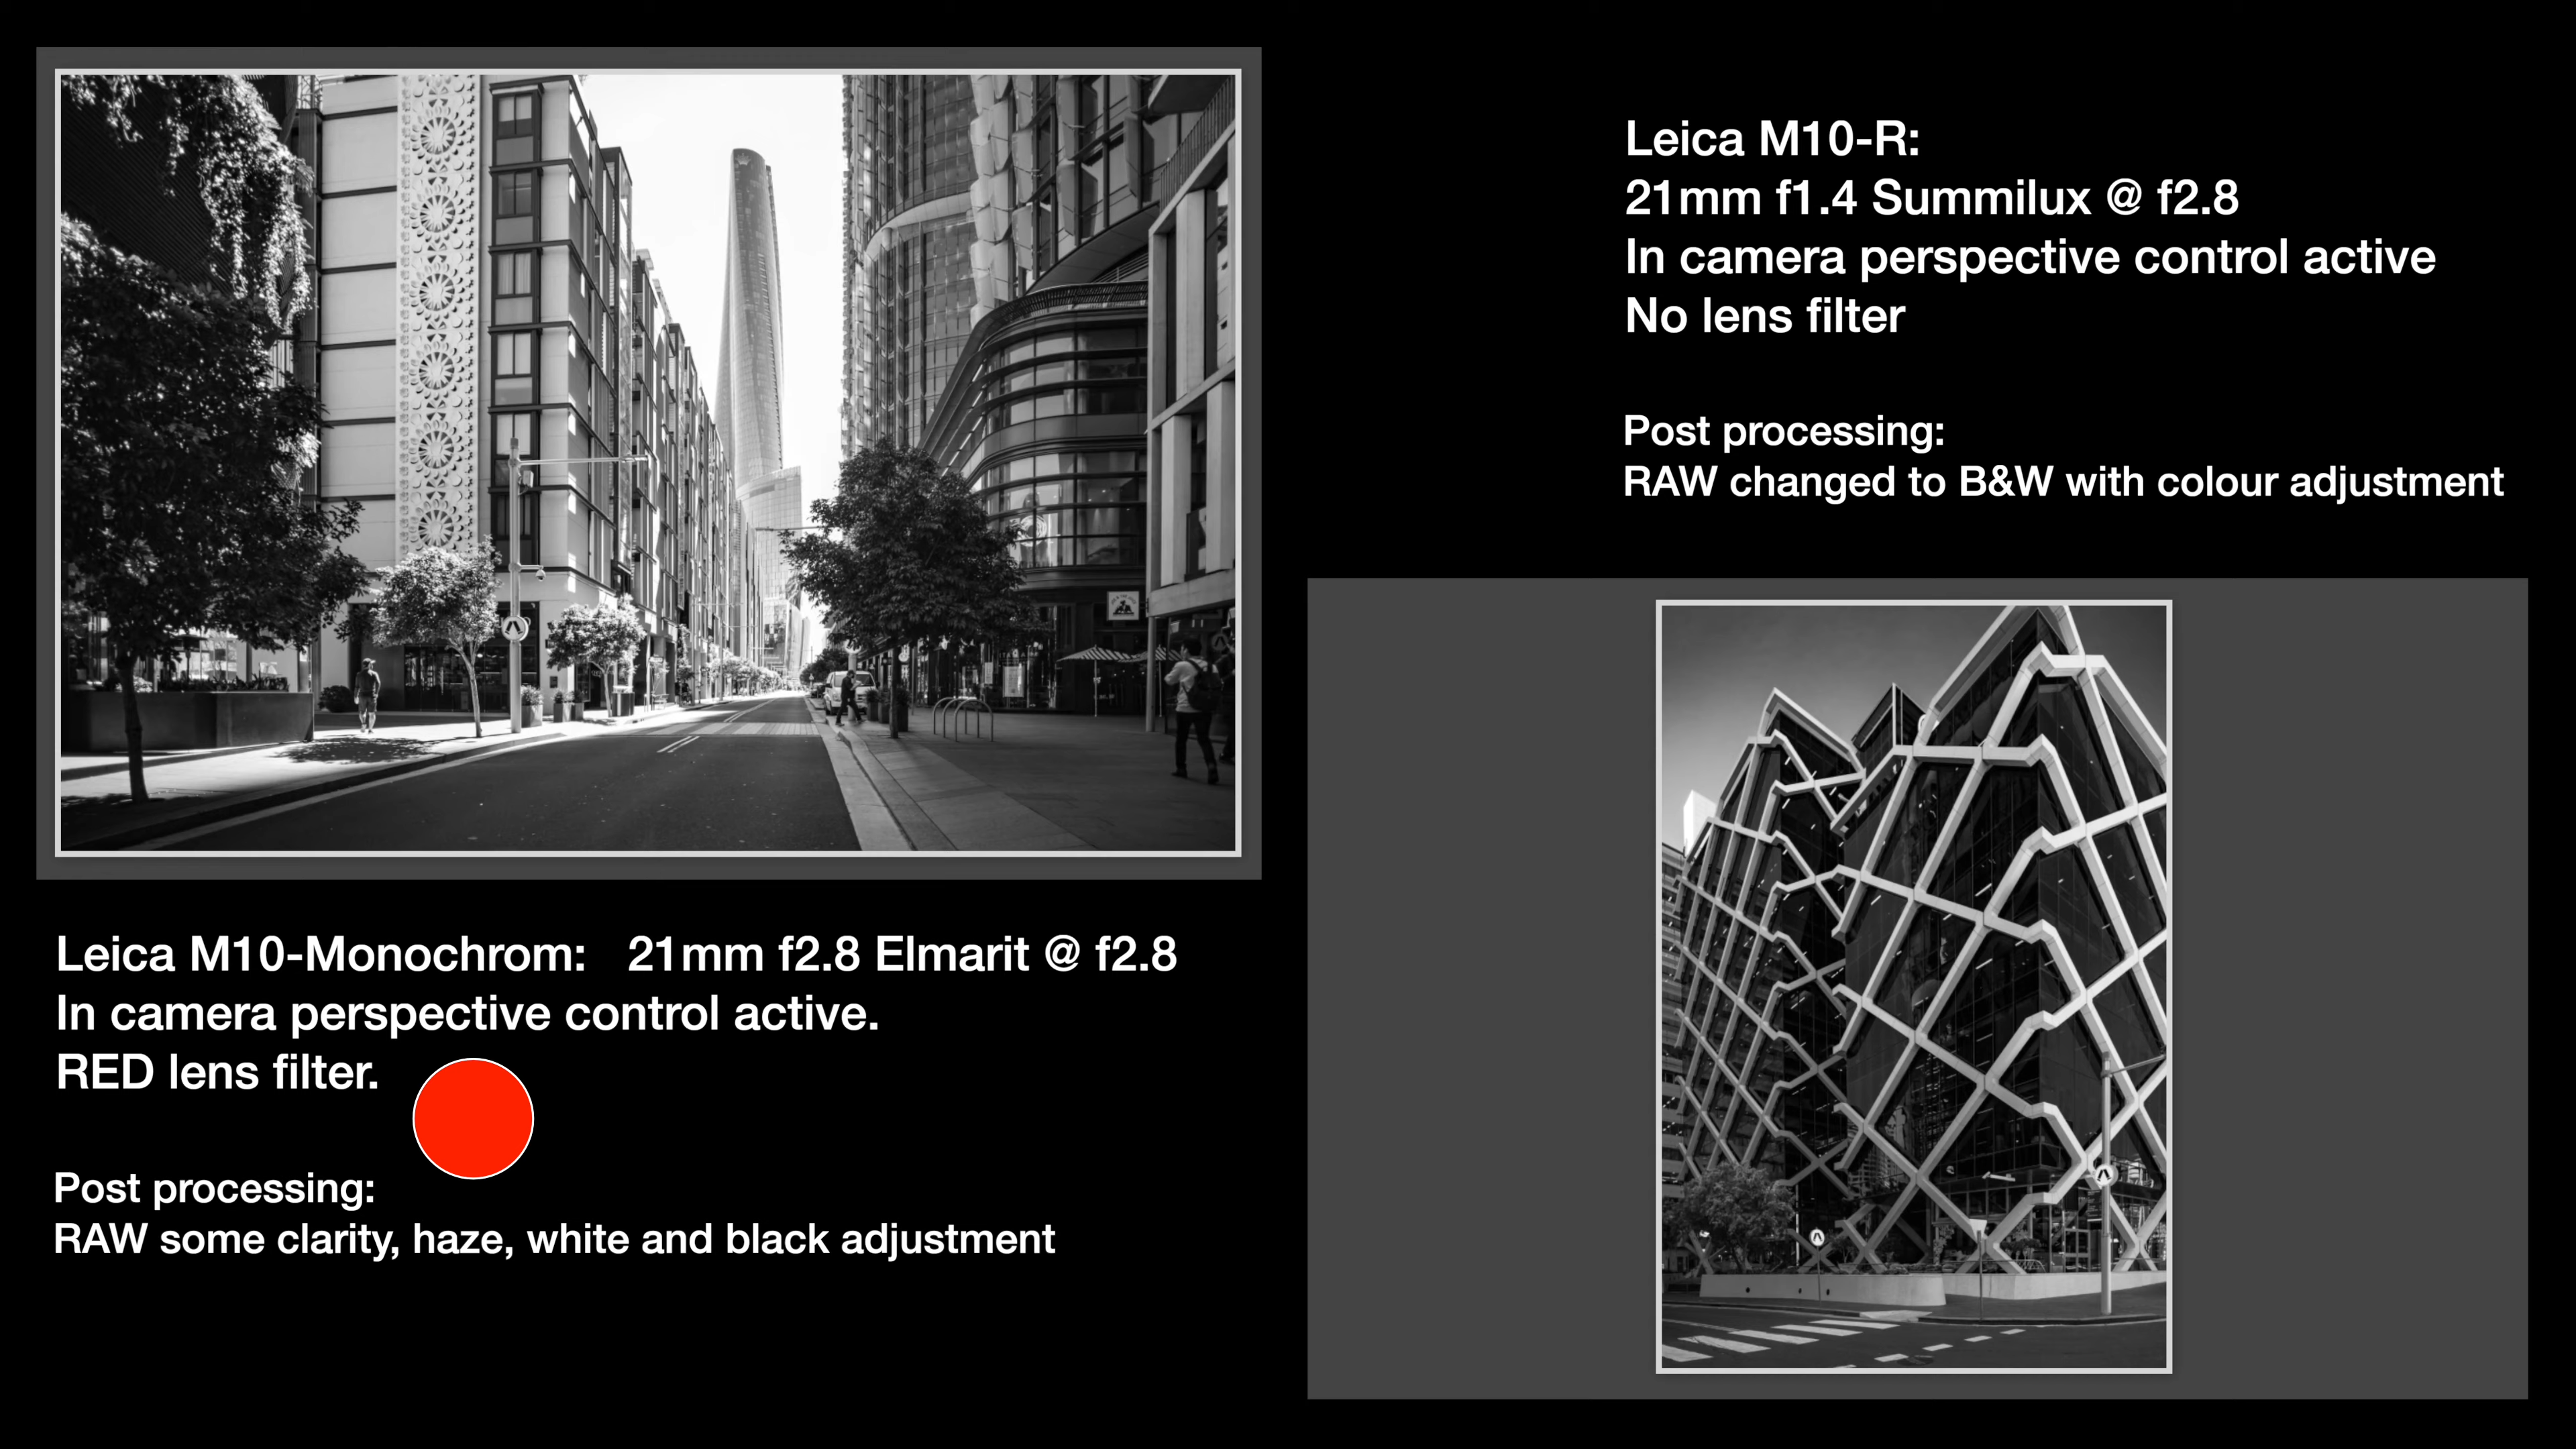 Leica M10-R:
21mm f1.4 Summilux @ f2.8
In camera perspective control active
No lens filter
Post processing:
RAW changed to B&W with colour adjustment
Leica M10-Monochrom: 21mm f2.8 Elmarit @ f2.8
In camera perspective control active.
RED lens filter.
Post processing:
RAW some clarity, haze, white and black adjustment